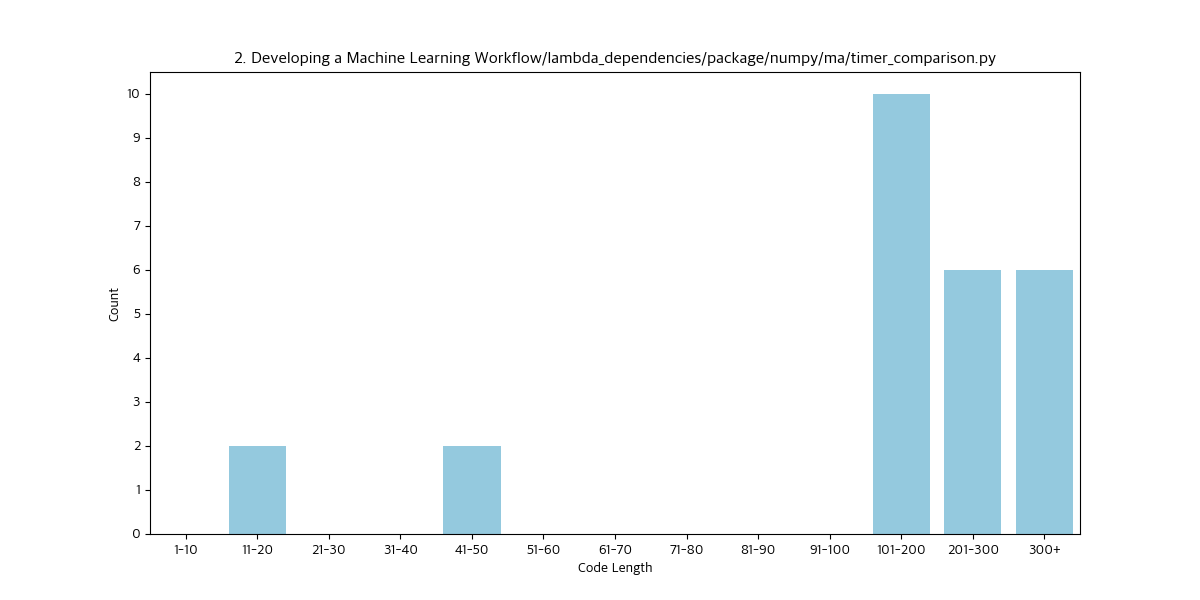 2. Developing a Machine Learning Workflow/lambda_dependencies/package/numpy/ma/timer_comparison.py
10
9
8
7
6
5
4
3
2
1
0
Count
1-10 11-20 21-30 31-40 41-50 51-60 61-70 71-80 81-90 91-100 101-200 201-300 300+
Code Length